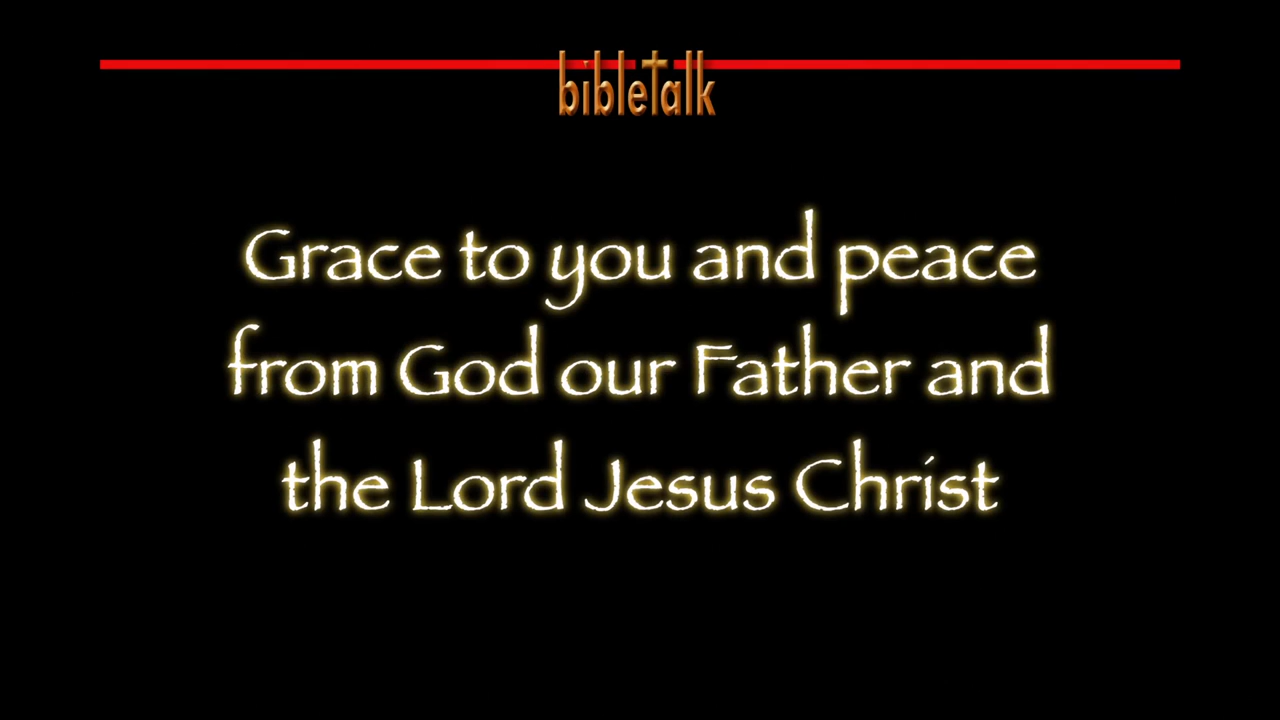 bibleTalk
Grace to you and peace
from God our Father and
the Lord Jesus Christ